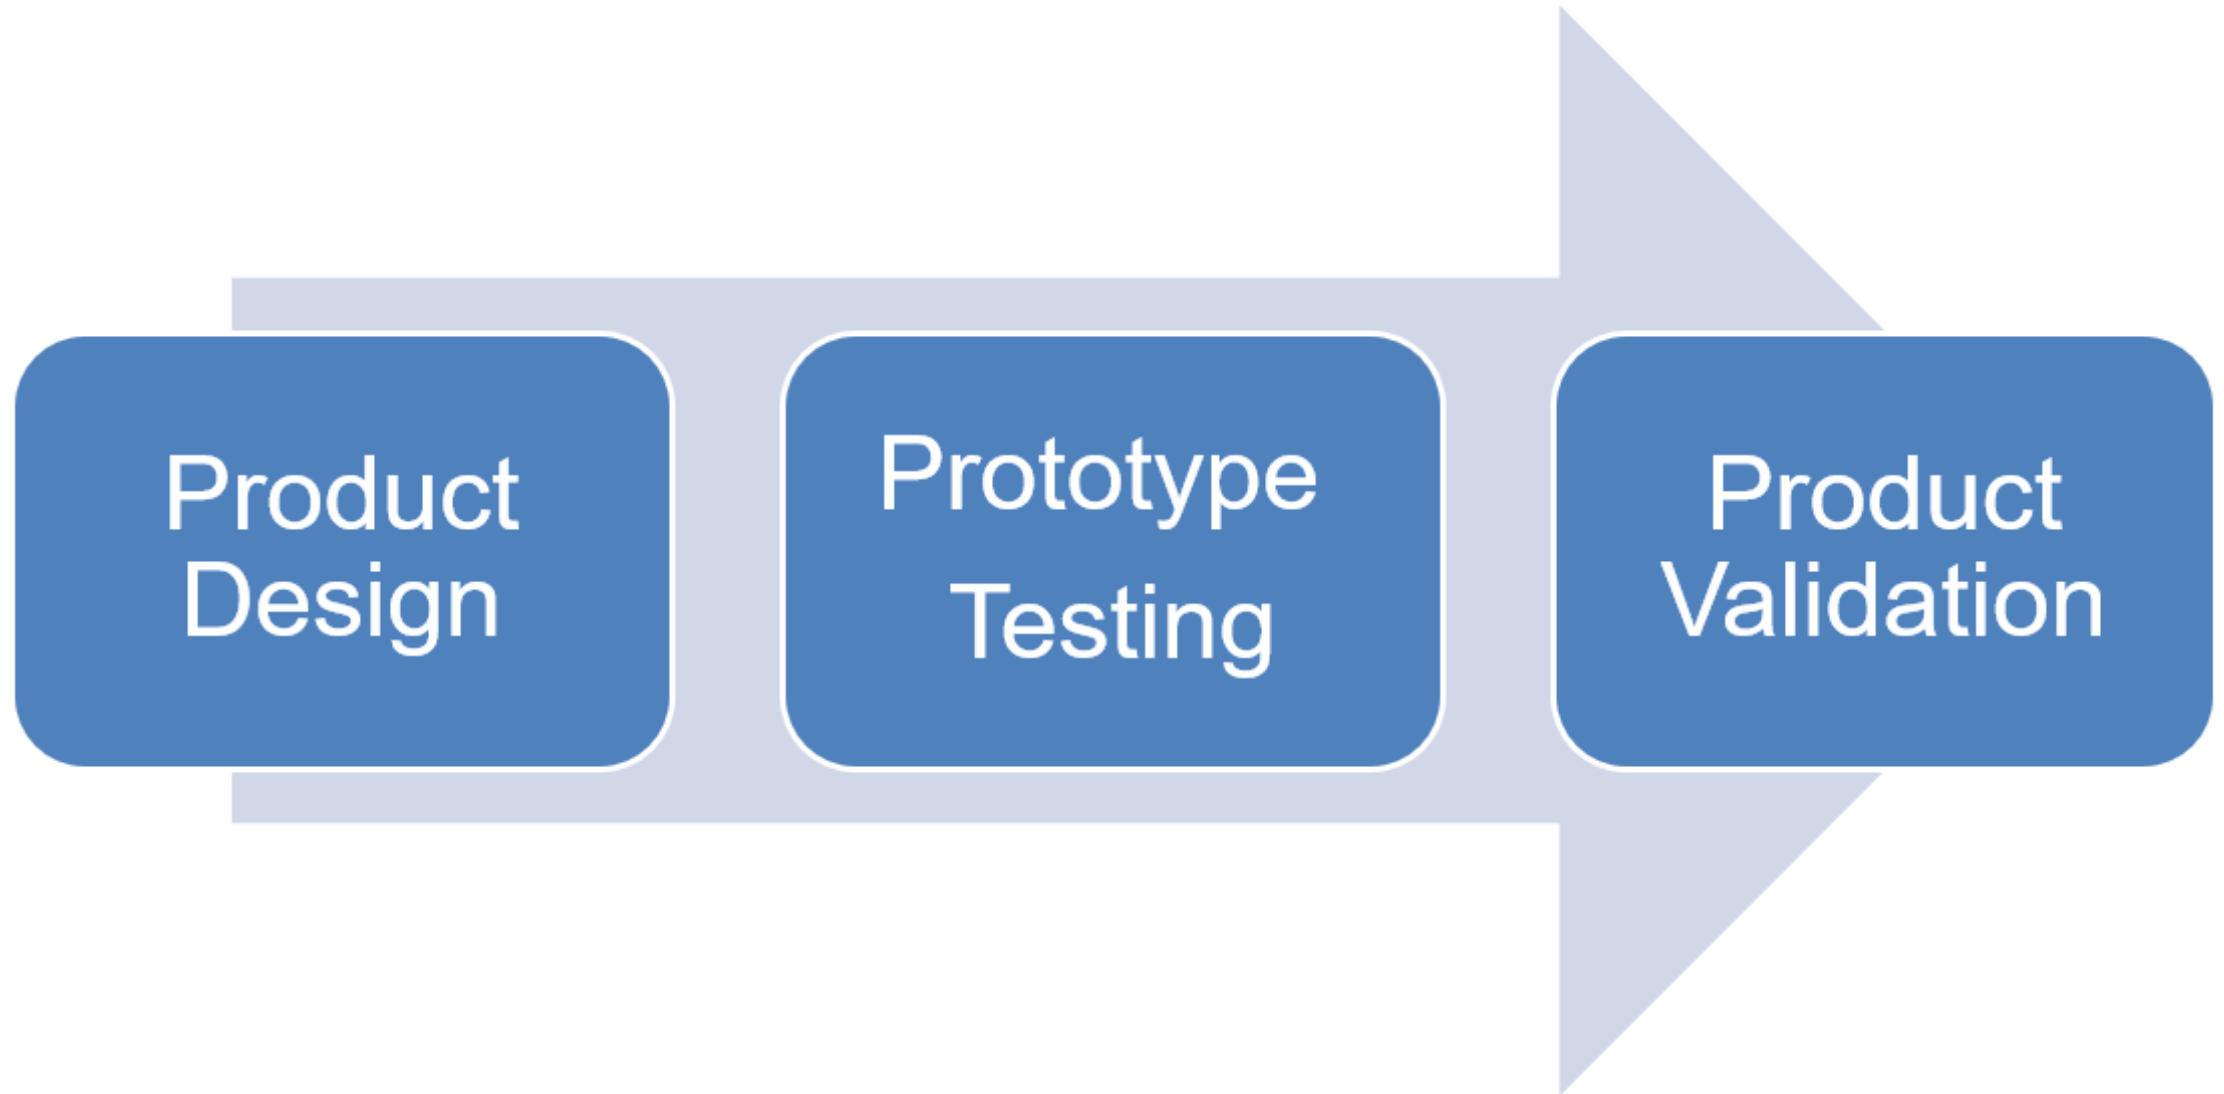 Product
Design
Prototype
Testing
Product
Validation